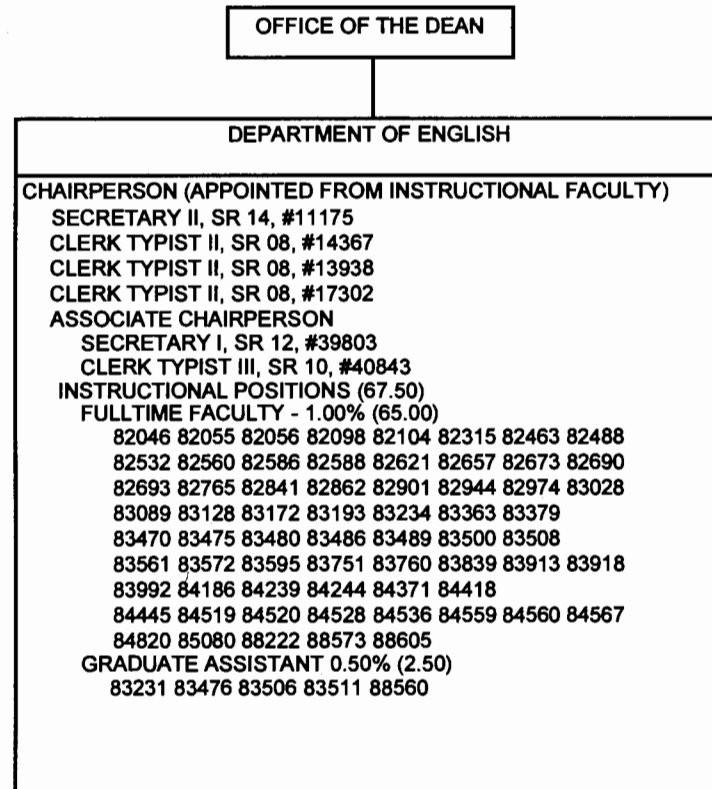 OFFICE OF THE DEAN
DEPARTMENT OF ENGLISH
CHAIRPERSON (APPOINTED FROM INSTRUCTIONAL FACULTY)
SECRETARY II, SR 14, #11175
CLERK TYPIST II, SR 08, #14367
CLERK TYPIST II, SR 08, #13938
CLERK TYPIST II, SR 08, #17302
ASSOCIATE CHAIRPERSON
SECRETARY I, SR 12, #39803
CLERK TYPIST III, SR 10, #40843
INSTRUCTIONAL POSITIONS (67.50)
FULLTIME FACULTY - 1.00% (65.00)
82046 82055 82056 82098 82104 82315 82463 82488
82532 82560 82586 82588 82621 82657 82673 82690
82693 82765 82841 82862 82901 82944 82974 83028
83089 83128 83172 83193 83234 83363 83379
83470 83475 83480 83486 83489 83500 83508
83561 83572 83595 83751 83760 83839 83913 83918
83992 84186 84239 84244 84371 84418
84445 84519 84520 84528 84536 84559 84560 84567
84820 85080 88222 88573 88605
GRADUATE ASSISTANT 0.50% (2.50)
83231 83476 83506 83511 88560